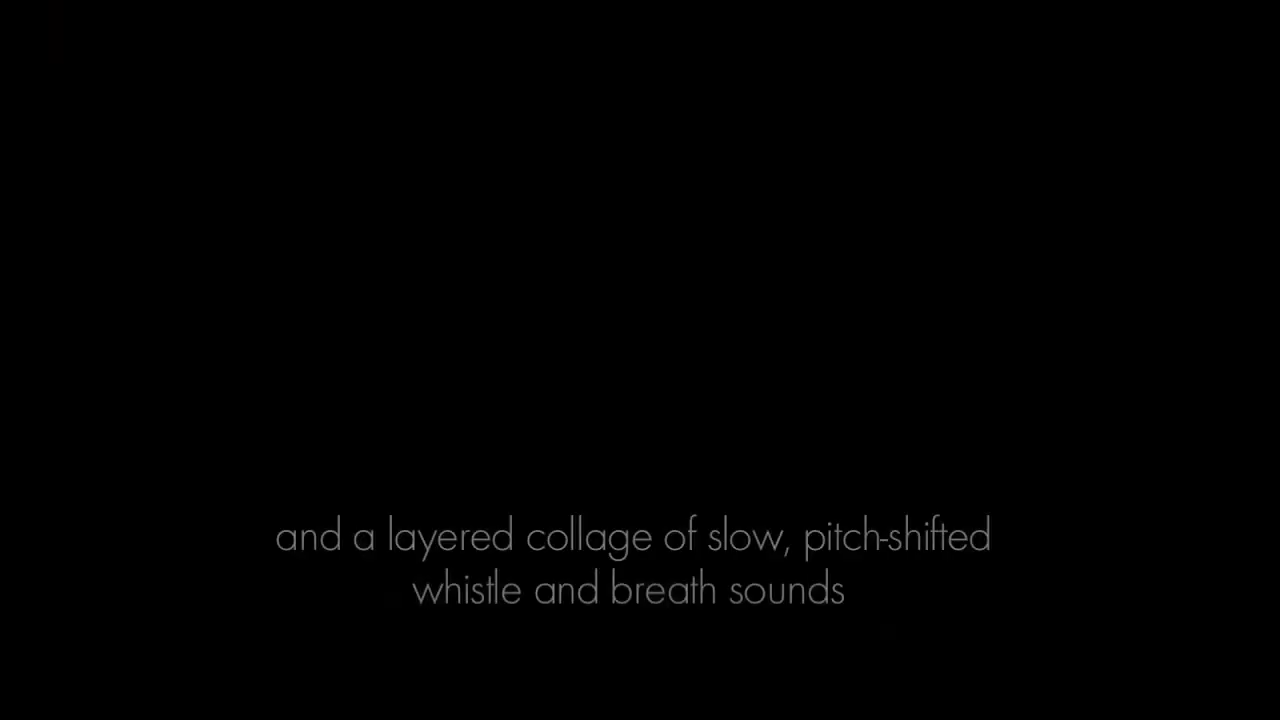 and a layered collage of slow, pitch-shifted
whistle and breath sounds